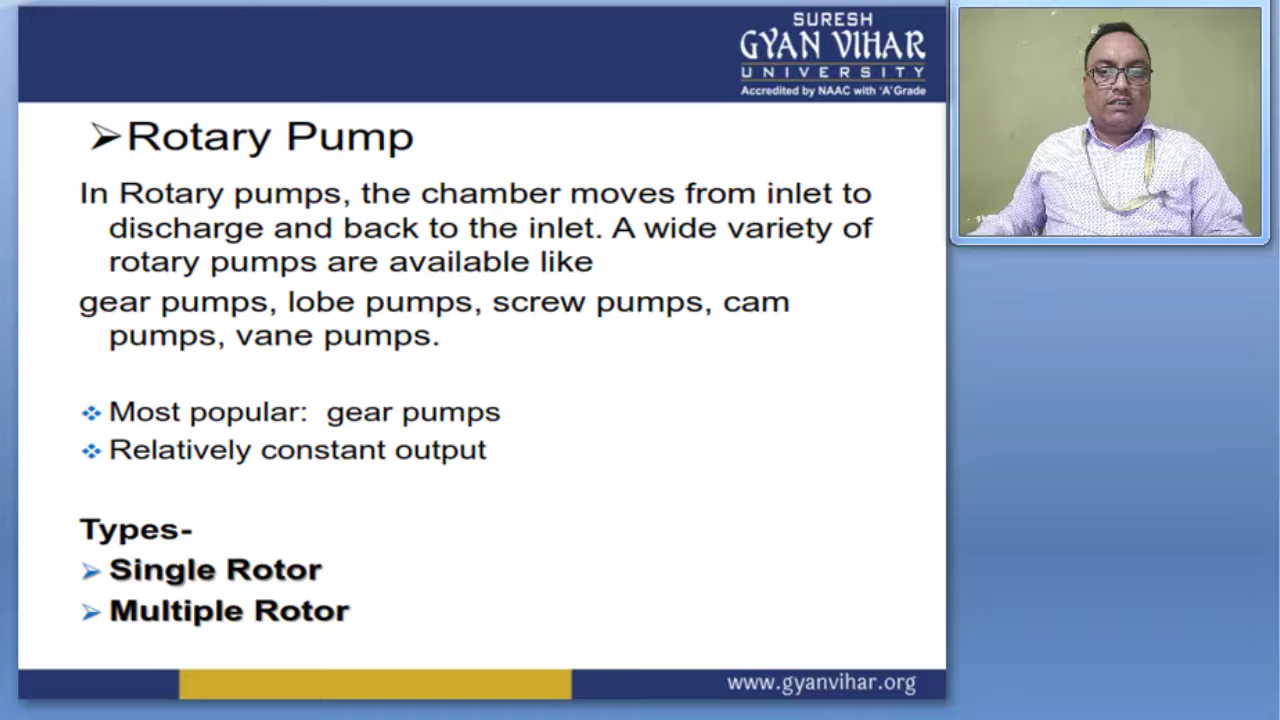 SURESH
GYAN VIHAR
UNIVERSITY
Accredited by NAAC with 'A' Grade
Rotary Pump
In Rotary pumps, the chamber moves from inlet to
discharge and back to the inlet. A wide variety of
rotary pumps are available like
gear pumps, lobe pumps, screw pumps, cam
pumps, vane pumps.
Most popular: gear pumps
Relatively constant output
Types-
Single Rotor
Multiple Rotor
www.gyanvihar.org